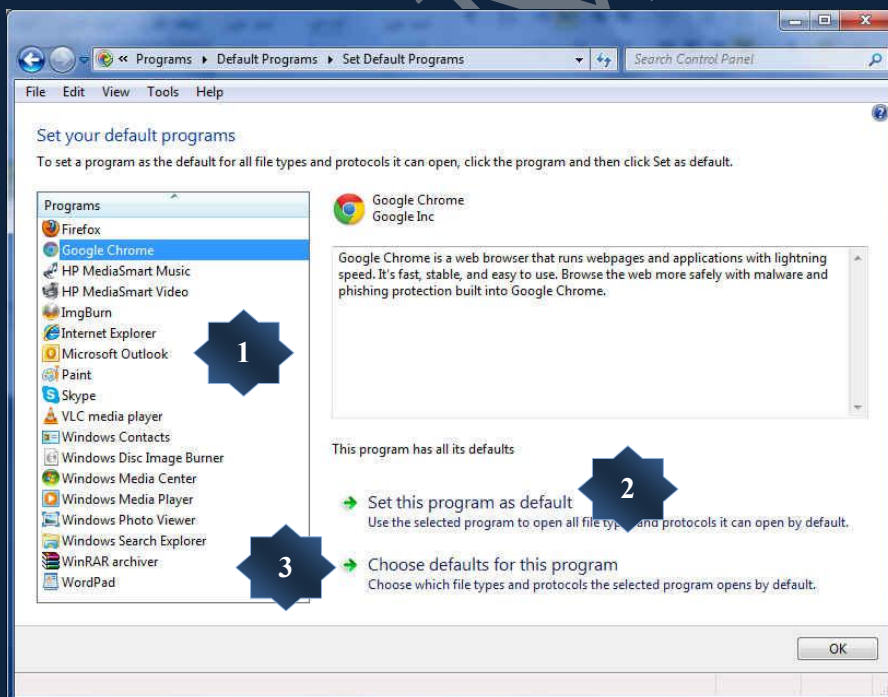 « Programs ▸ Default Programs ▸ Set Default Programs
Search Control Panel
File Edit View Tools Help
Set your default programs
To set a program as the default for all file types and protocols it can open, click the program and then click Set as default.
Programs
Firefox
Google Chrome
HP MediaSmart Music
HP MediaSmart Video
ImgBurn
Internet Explorer
Microsoft Outlook
Paint
Skype
VLC media player
Windows Contacts
Windows Disc Image Burner
Windows Media Center
Windows Media Player
Windows Photo Viewer
Windows Search Explorer
WinRAR archiver
WordPad
1
Google Chrome
Google Inc
Google Chrome is a web browser that runs webpages and applications with lightning
speed. It's fast, stable, and easy to use. Browse the web more safely with malware and
phishing protection built into Google Chrome.
This program has all its defaults
2
Set this program as default
Use the selected program to open all file and protocols it can open by default.
3
Choose defaults for this program
Choose which file types and protocols the selected program opens by default.
OK